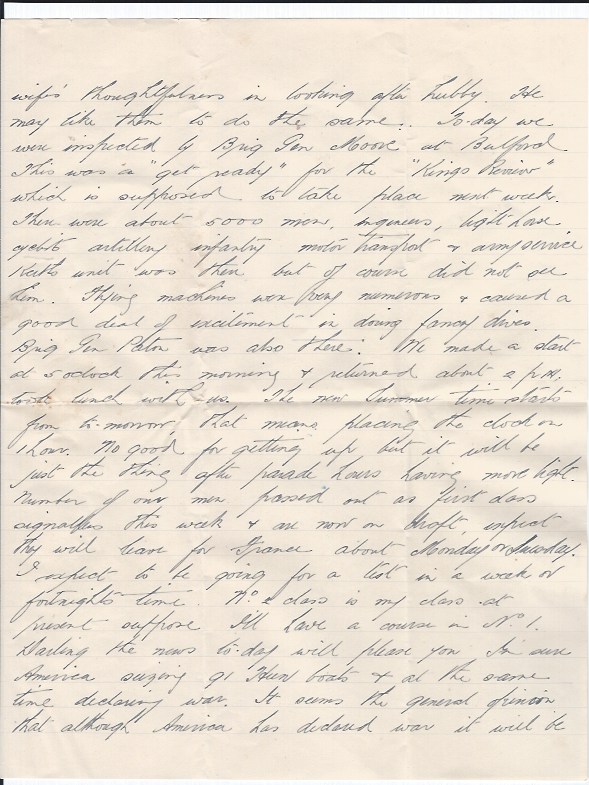 wife's thoughtfulness in looking after hubby. He
may like them to do the same. To-day we
were inspected by Brig Gen Moore at Bulford
This was a "get ready" for the "Kings Review"
which is supposed to take place next week.
There were about 5000 men, engineers, light horse
cyclists artillery infantry motor transport & army service
Keiths unit was there but of course did not see
him. Flying machines were very numerous & caused a
good deal of excitement in doing fancy dives.
Brig Gen Paton was also there. We made a start
at 5 oclock this morning & returned about 2 p.m.
took lunch with us. The new Summer time starts
from to-morrow, that means placing the clock on
1 hour. No good for getting up but it will be
just the thing after parade hours having more light.
Number of our men passed out as first class
signallers this week & are now on draft, expect
they will leave for France about Monday or Tuesday.
I expect to be going for a test in a week or
fortnights time. No 2 class is my class at
present suppose I'll have a course in No 1.
Darling the news to-day will please you Im sure
America seizing 91 Hun boats & at the same
time declaring war. It seems the general opinion
that although America has declared war it will be